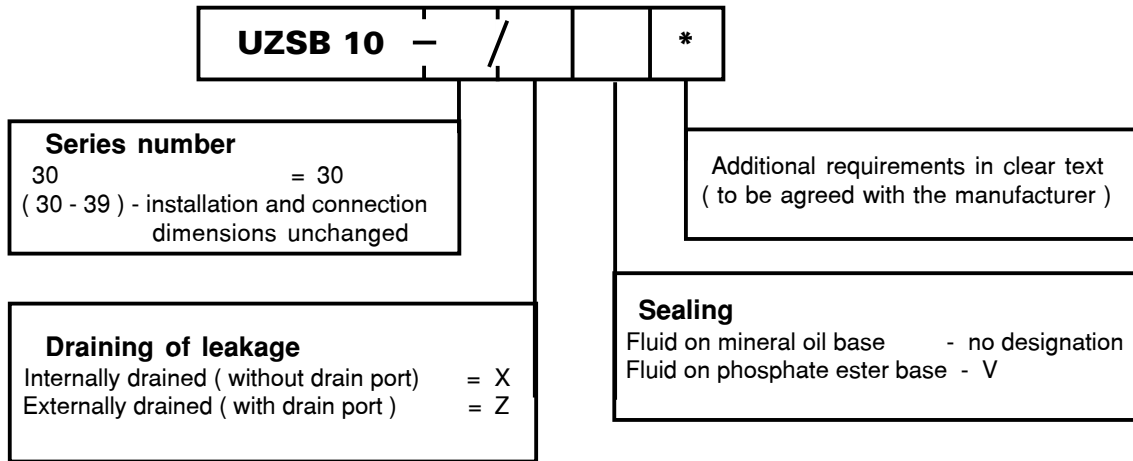 UZSB 10 – / *
Series number
30 = 30
( 30 - 39 ) - installation and connection
dimensions unchanged
Additional requirements in clear text
( to be agreed with the manufacturer )
Draining of leakage
Internally drained ( without drain port) = X
Externally drained ( with drain port ) = Z
Sealing
Fluid on mineral oil base - no designation
Fluid on phosphate ester base - V